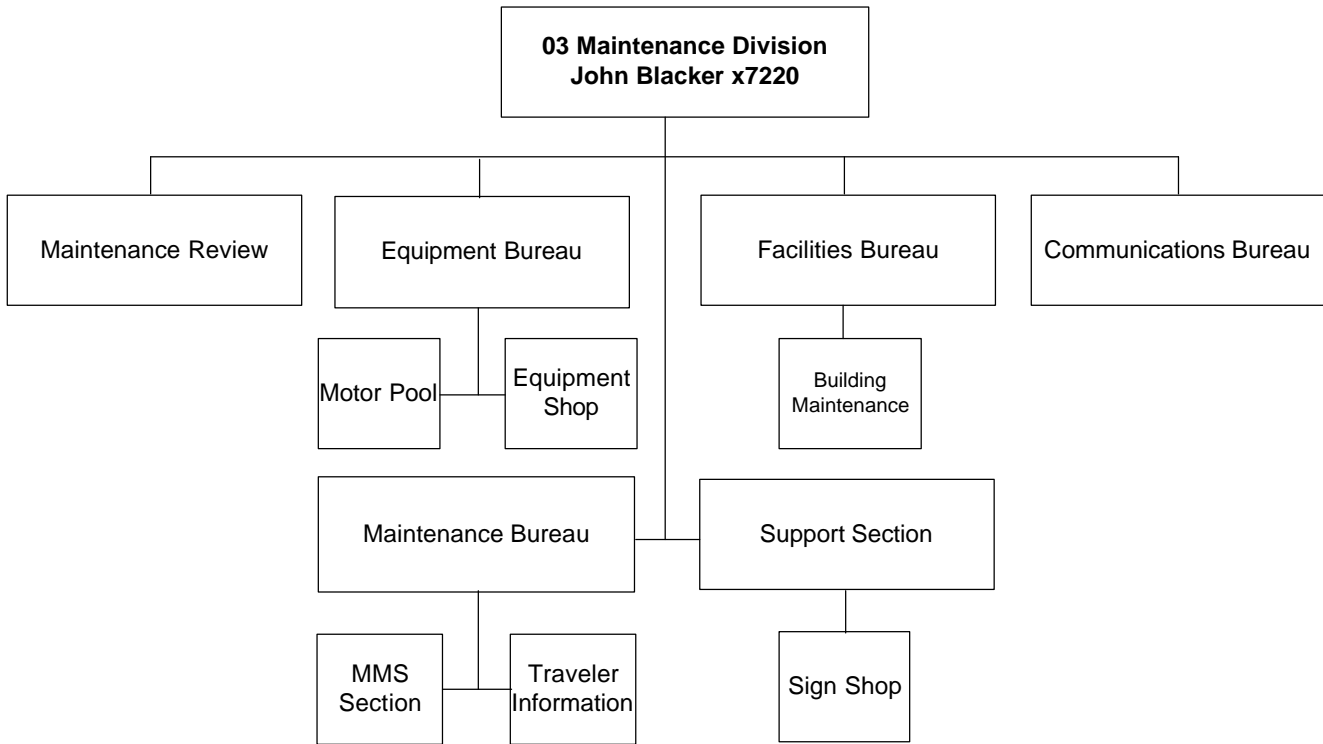 03 Maintenance Division
John Blacker x7220
Maintenance Review
Equipment Bureau
Facilities Bureau
Communications Bureau
Motor Pool
Equipment
Shop
Building
Maintenance
Maintenance Bureau
Support Section
MMS
Section
Traveler
Information
Sign Shop